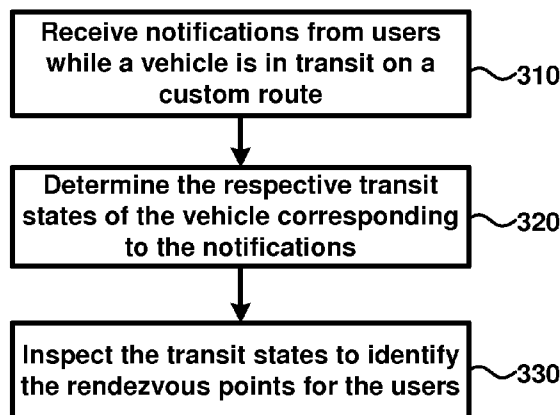 Receive notifications from users
while a vehicle is in transit on a
custom route
310
Determine the respective transit
states of the vehicle corresponding
to the notifications
320
Inspect the transit states to identify
the rendezvous points for the users
330